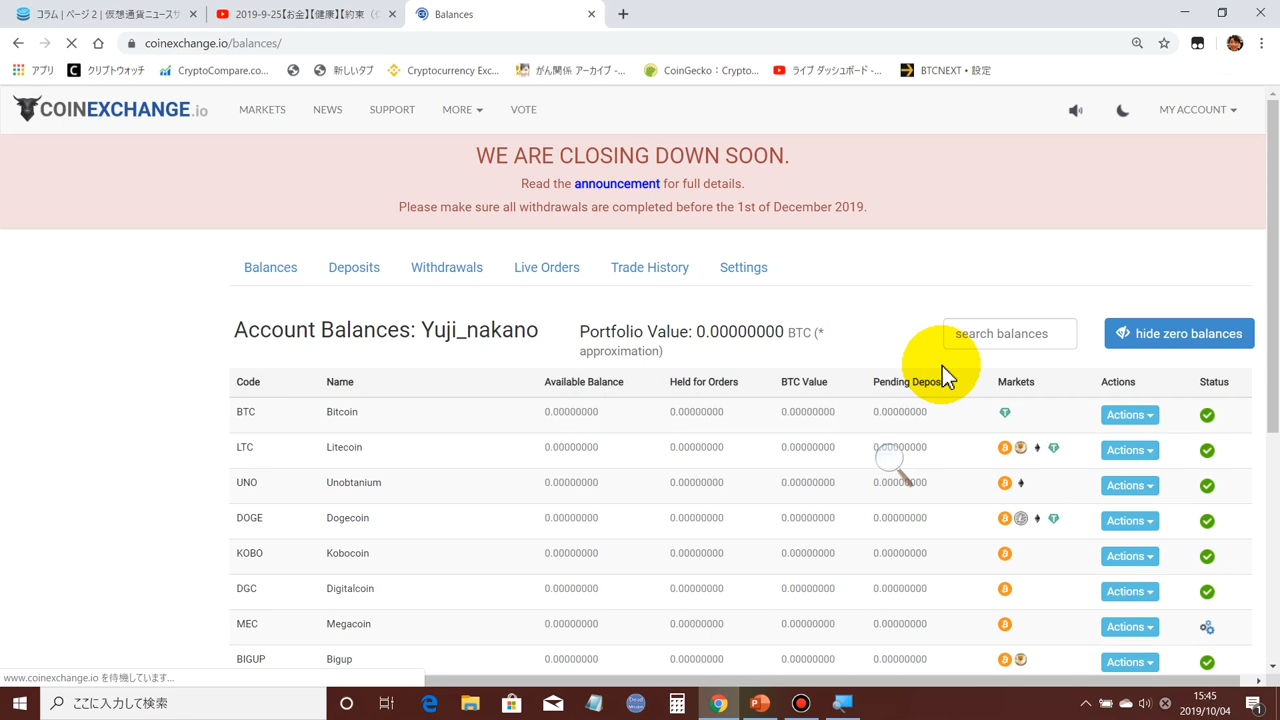 コラム | ページ 2 | 仮想通貨ニュースサ
2019-9-25【お金】【健康】【約束
Balances
coinexchange.io/balances/
アプリ
クリプトウォッチ
CryptoCompare.co...
新しいタブ
Cryptocurrency Exc...
がん関係 アーカイブ -...
CoinGecko：Crypto...
ライブ ダッシュボード -...
BTCNEXT・設定
COINEXCHANGE.io
MARKETS
NEWS
SUPPORT
MORE
VOTE
MY ACCOUNT
WE ARE CLOSING DOWN SOON.
Read the announcement for full details.
Please make sure all withdrawals are completed before the 1st of December 2019.
Balances
Deposits
Withdrawals
Live Orders
Trade History
Settings
Account Balances: Yuji_nakano
Portfolio Value: 0.00000000 BTC (*
approximation)
search balances
hide zero balances
Code Name Available Balance Held for Orders BTC Value Pending Depos Markets Actions Status
BTC Bitcoin 0.00000000 0.00000000 0.00000000 0.00000000 Actions
LTC Litecoin 0.00000000 0.00000000 0.00000000 0.00000000 Actions
UNO Unobtanium 0.00000000 0.00000000 0.00000000 0.00000000 Actions
DOGE Dogecoin 0.00000000 0.00000000 0.00000000 0.00000000 Actions
KOBO Kobocoin 0.00000000 0.00000000 0.00000000 0.00000000 Actions
DGC Digitalcoin 0.00000000 0.00000000 0.00000000 0.00000000 Actions
MEC Megacoin 0.00000000 0.00000000 0.00000000 0.00000000 Actions
BIGUP Bigup 0.00000000 0.00000000 0.00000000 0.00000000 Actions
www.coinexchange.io を待機しています...
ここに入力して検索
15:45
2019/10/04